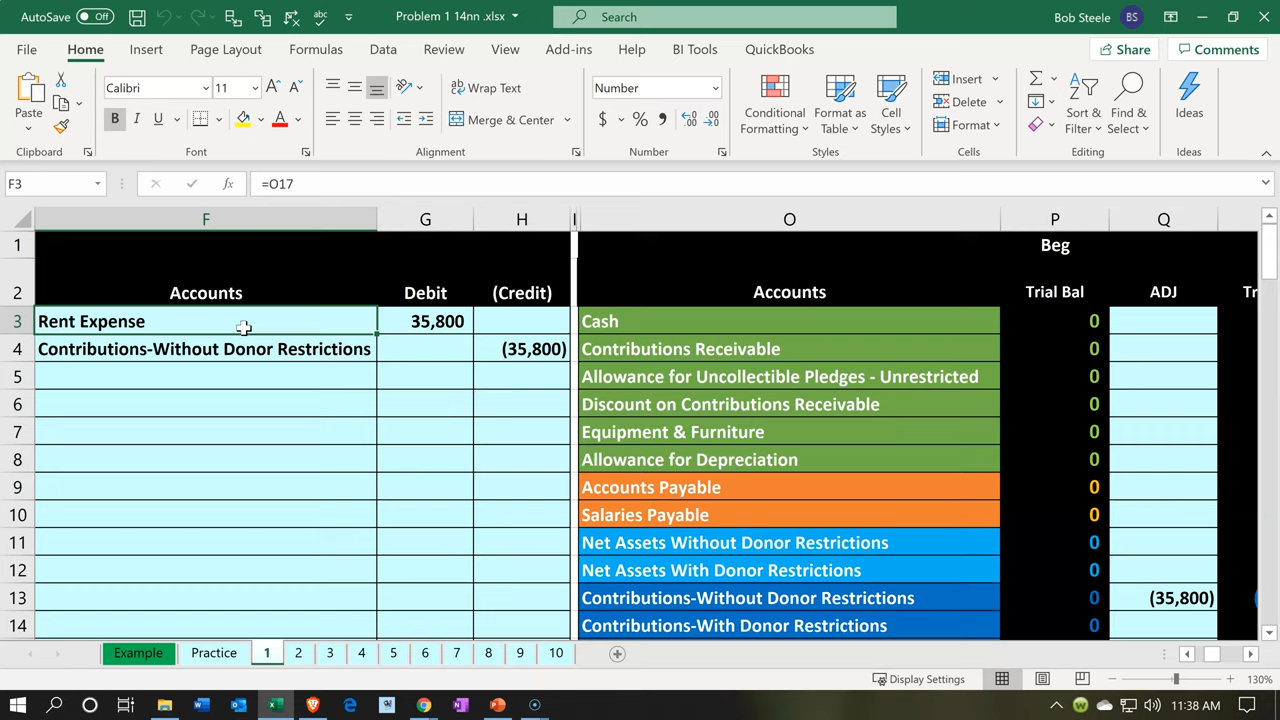 AutoSave Off Problem 1 14nn .xlsx Search Bob Steele BS
File Home Insert Page Layout Formulas Data Review View Add-ins Help BI Tools QuickBooks Share Comments
Paste
Clipboard
Calibri 11
B I U
Font
Wrap Text
Merge & Center
Alignment
Number
$ % ,
Number
Conditional Formatting
Format as Table
Cell Styles
Styles
Insert
Delete
Format
Cells
Sort & Filter
Find & Select
Editing
Ideas
Ideas
F3 fx =O17
F G H I O P Q
1 Beg
2 Accounts Debit (Credit) Accounts Trial Bal ADJ Tr
3 Rent Expense 35,800 Cash 0
4 Contributions-Without Donor Restrictions (35,800) Contributions Receivable 0
5 Allowance for Uncollectible Pledges - Unrestricted 0
6 Discount on Contributions Receivable 0
7 Equipment & Furniture 0
8 Allowance for Depreciation 0
9 Accounts Payable 0
10 Salaries Payable 0
11 Net Assets Without Donor Restrictions 0
12 Net Assets With Donor Restrictions 0
13 Contributions-Without Donor Restrictions 0 (35,800)
14 Contributions-With Donor Restrictions 0
Example Practice 1 2 3 4 5 6 7 8 9 10
Display Settings 130%
11:38 AM